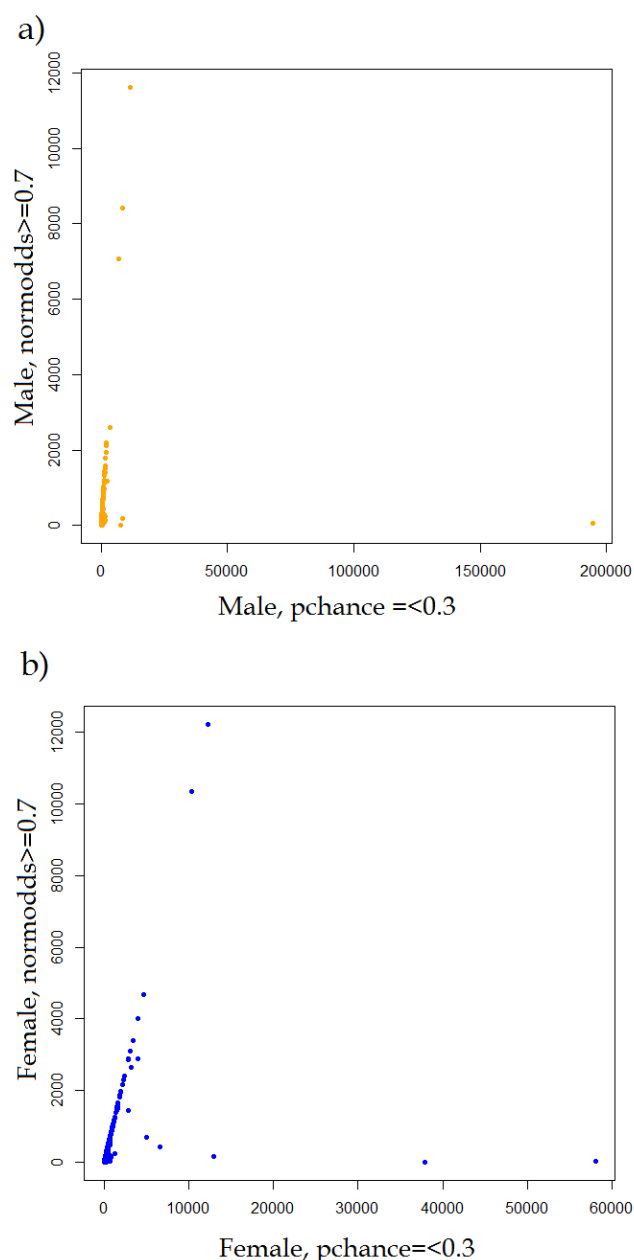 a)
Male, normodds>=0.7
12000
10000
8000
6000
4000
2000
0
0 50000 100000 150000 200000
Male, pchance =<0.3
b)
Female, normodds>=0.7
12000
10000
8000
6000
4000
2000
0
0 10000 20000 30000 40000 50000 60000
Female, pchance=<0.3